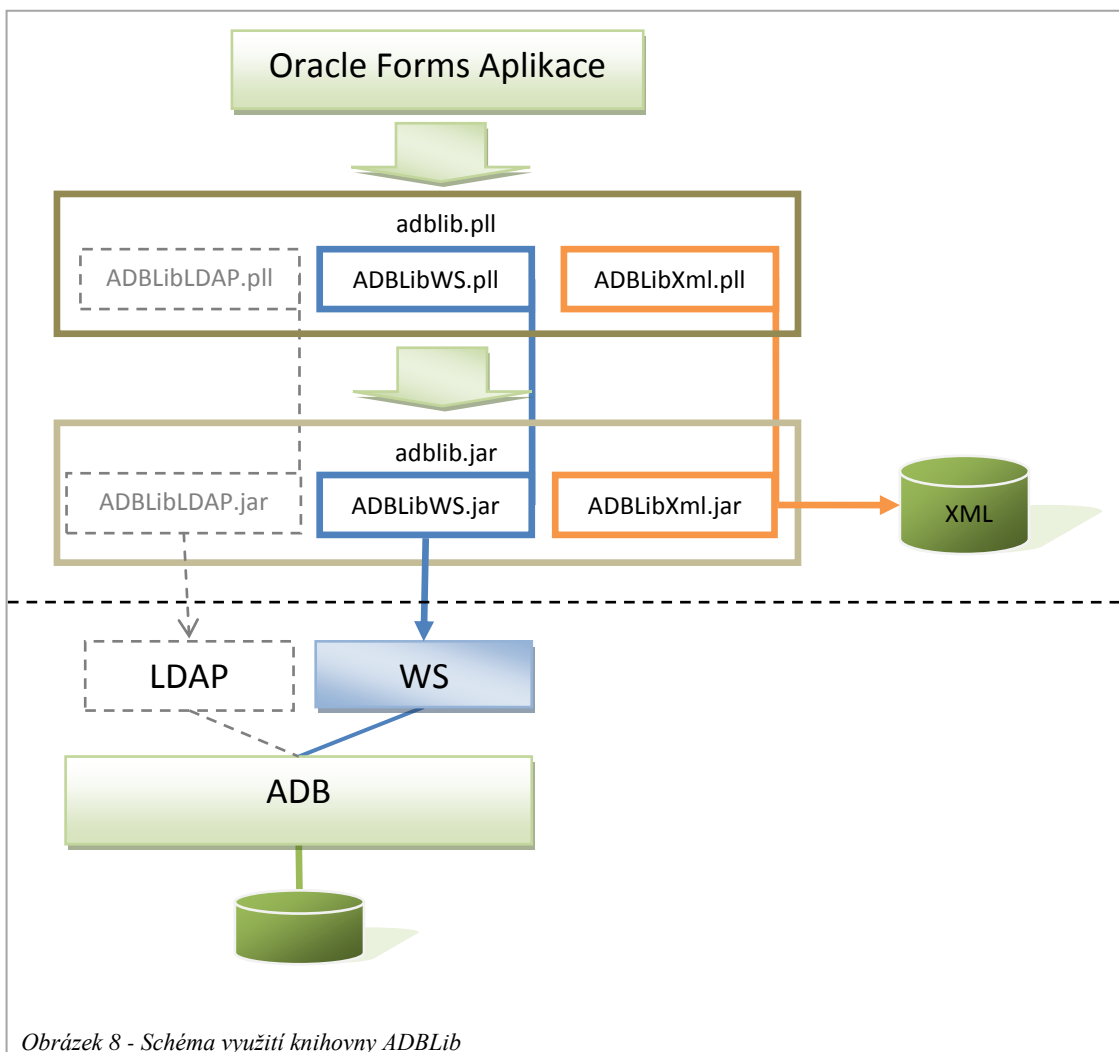 Oracle Forms Aplikace
adblib.pll
ADBLibLDAP.pll
ADBLibWS.pll
ADBLibXml.pll
adblib.jar
ADBLibLDAP.jar
ADBLibWS.jar
ADBLibXml.jar
XML
LDAP
WS
ADB
Obrázek 8 - Schéma využití knihovny ADBLib